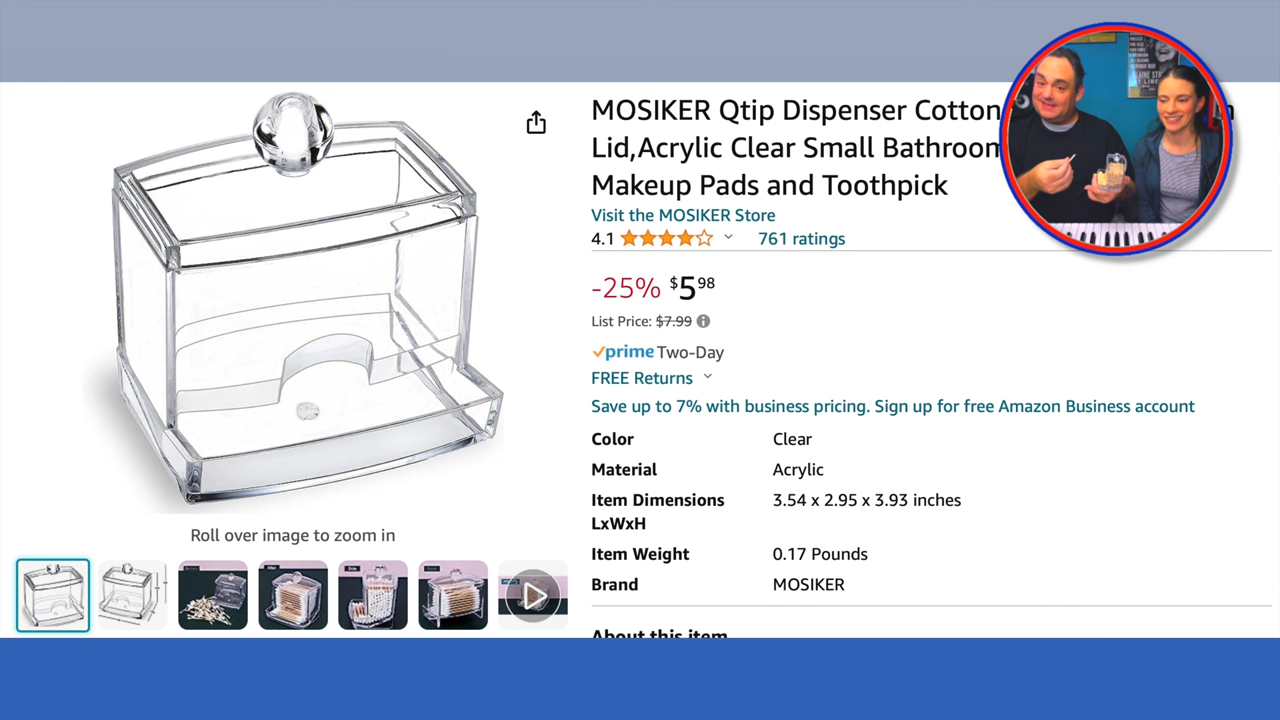 MOSIKER Qtip Dispenser Cotton
Lid,Acrylic Clear Small Bathroom
Makeup Pads and Toothpick
Visit the MOSIKER Store
4.1 761 ratings
-25% $5 98
List Price: $7.99
prime Two-Day
FREE Returns
Save up to 7% with business pricing. Sign up for free Amazon Business account
Color Clear
Material Acrylic
Item Dimensions 3.54 x 2.95 x 3.93 inches
LxWxH
Item Weight 0.17 Pounds
Brand MOSIKER
About this item
Roll over image to zoom in